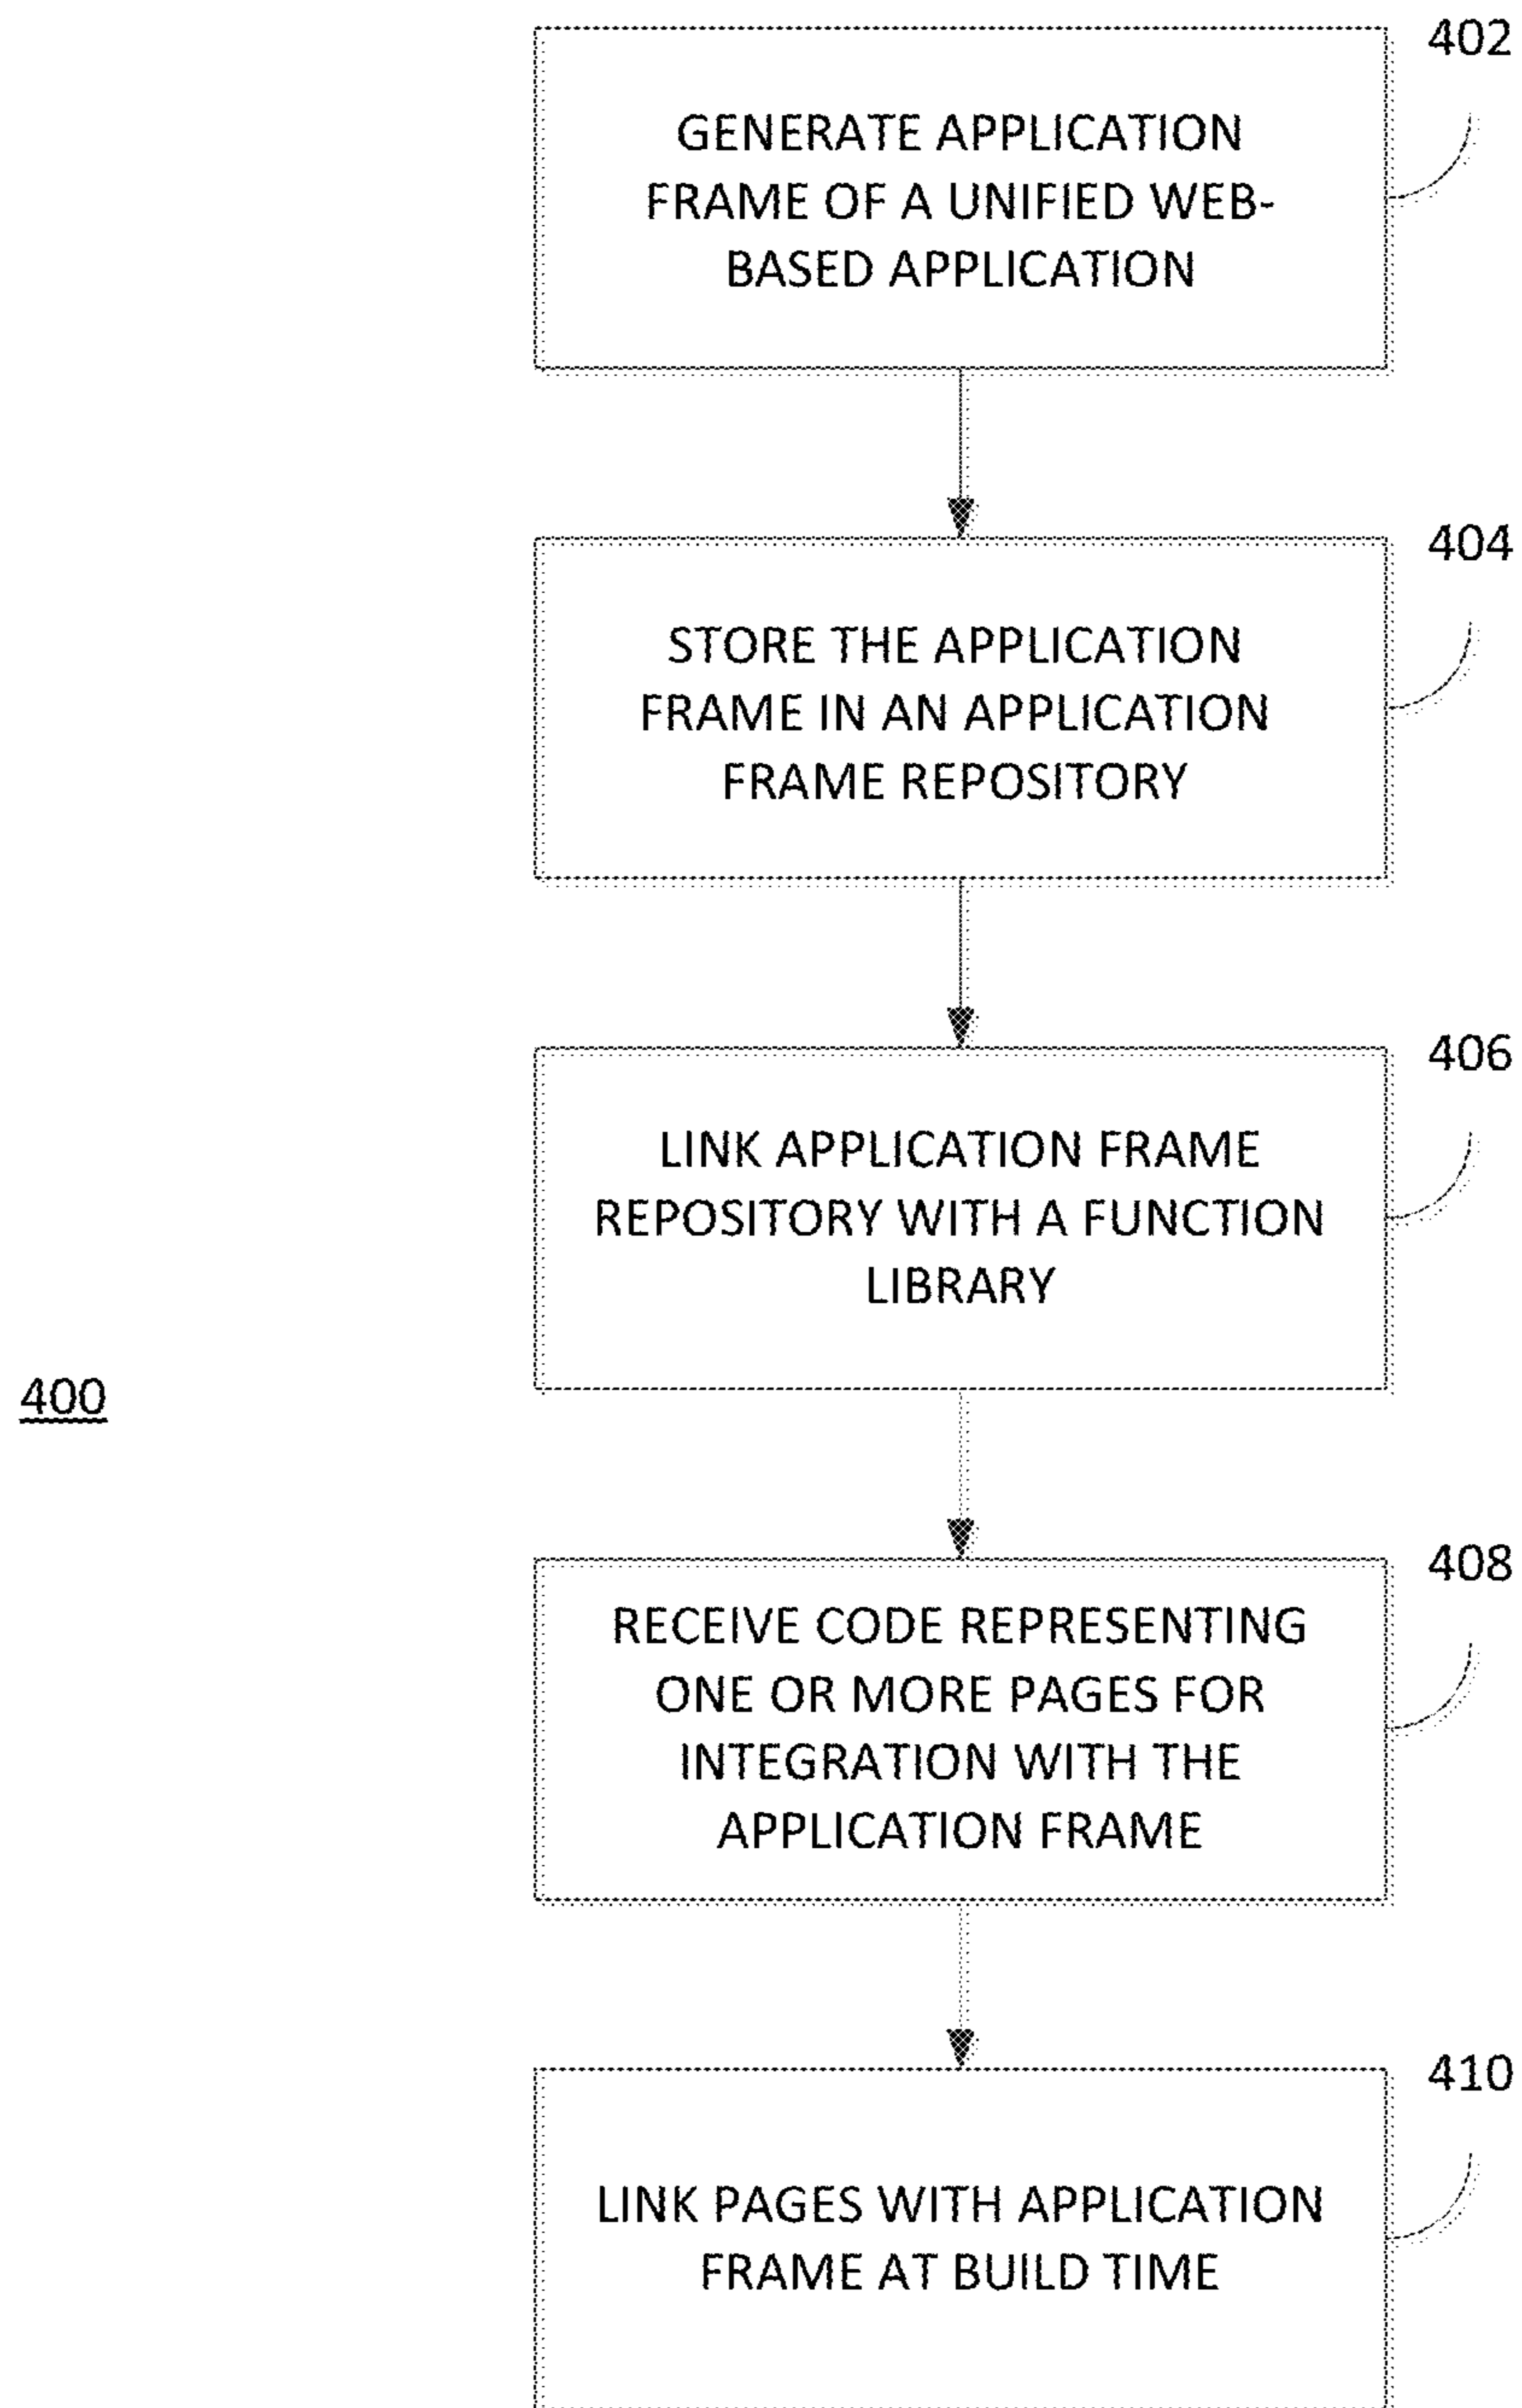 402
GENERATE APPLICATION
FRAME OF A UNIFIED WEB-
BASED APPLICATION
404
STORE THE APPLICATION
FRAME IN AN APPLICATION
FRAME REPOSITORY
406
LINK APPLICATION FRAME
REPOSITORY WITH A FUNCTION
LIBRARY
400
408
RECEIVE CODE REPRESENTING
ONE OR MORE PAGES FOR
INTEGRATION WITH THE
APPLICATION FRAME
410
LINK PAGES WITH APPLICATION
FRAME AT BUILD TIME